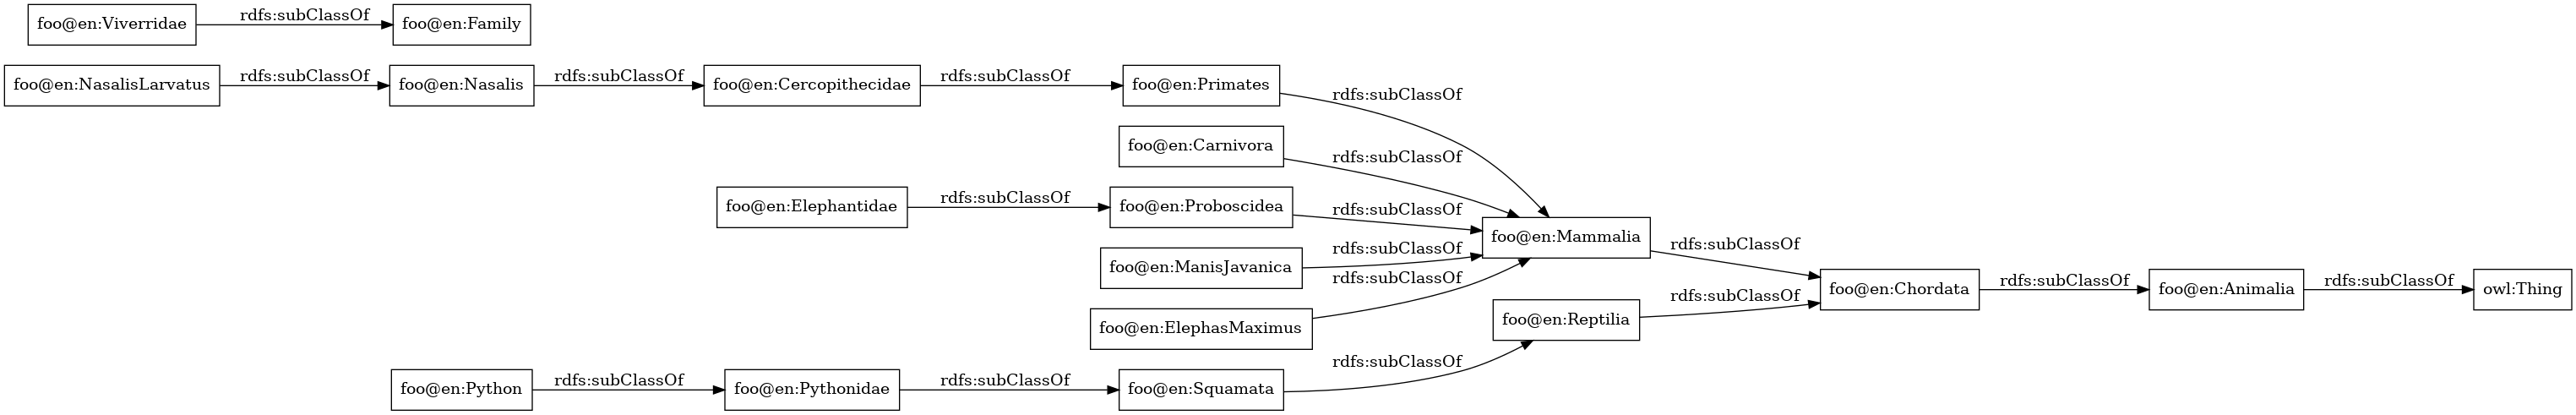 foo@en:Viverridae rdfs:subClassOf foo@en:Family
foo@en:NasalisLarvatus rdfs:subClassOf foo@en:Nasalis rdfs:subClassOf foo@en:Cercopithecidae rdfs:subClassOf foo@en:Primates
rdfs:subClassOf
foo@en:Carnivora
rdfs:subClassOf
foo@en:Elephantidae rdfs:subClassOf foo@en:Proboscidea rdfs:subClassOf
foo@en:Mammalia
rdfs:subClassOf
foo@en:ManisJavanica rdfs:subClassOf
rdfs:subClassOf
foo@en:Chordata rdfs:subClassOf foo@en:Animalia rdfs:subClassOf owl:Thing
rdfs:subClassOf
foo@en:Reptilia
foo@en:ElephasMaximus
rdfs:subClassOf
foo@en:Python rdfs:subClassOf foo@en:Pythonidae rdfs:subClassOf foo@en:Squamata